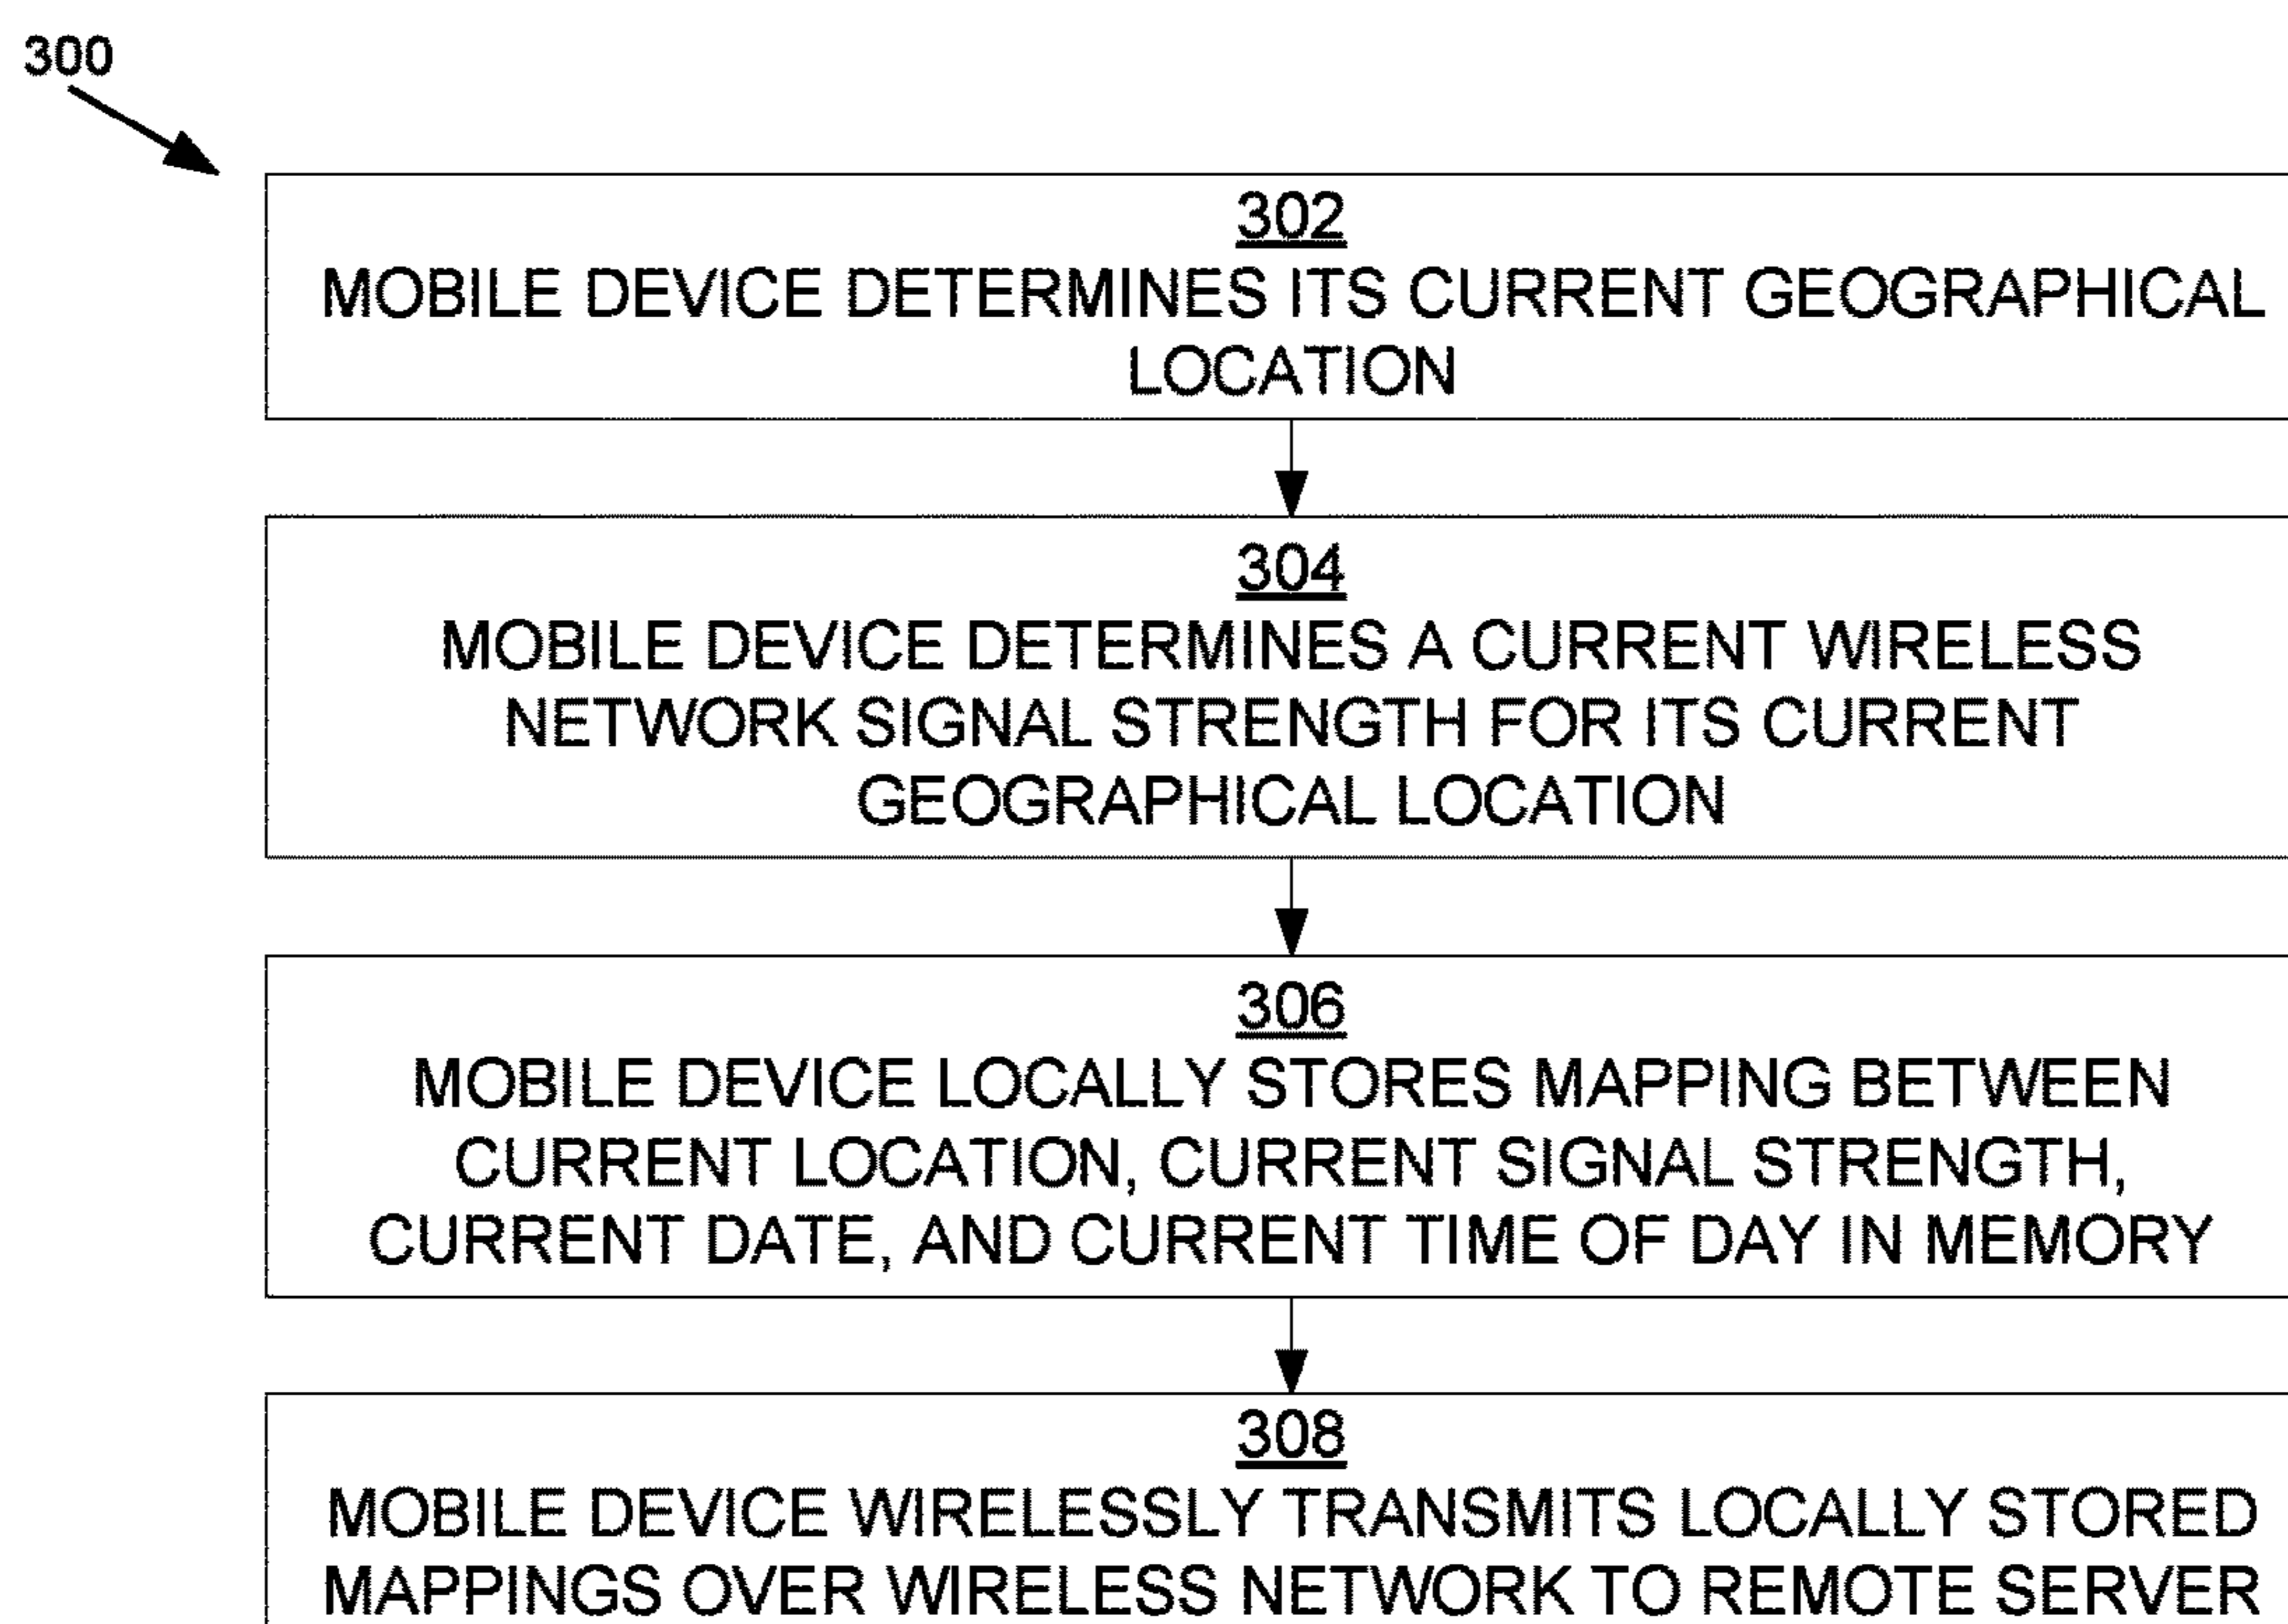 300
302
MOBILE DEVICE DETERMINES ITS CURRENT GEOGRAPHICAL
LOCATION
304
MOBILE DEVICE DETERMINES A CURRENT WIRELESS
NETWORK SIGNAL STRENGTH FOR ITS CURRENT
GEOGRAPHICAL LOCATION
306
MOBILE DEVICE LOCALLY STORES MAPPING BETWEEN
CURRENT LOCATION, CURRENT SIGNAL STRENGTH,
CURRENT DATE, AND CURRENT TIME OF DAY IN MEMORY
308
MOBILE DEVICE WIRELESSLY TRANSMITS LOCALLY STORED
MAPPINGS OVER WIRELESS NETWORK TO REMOTE SERVER